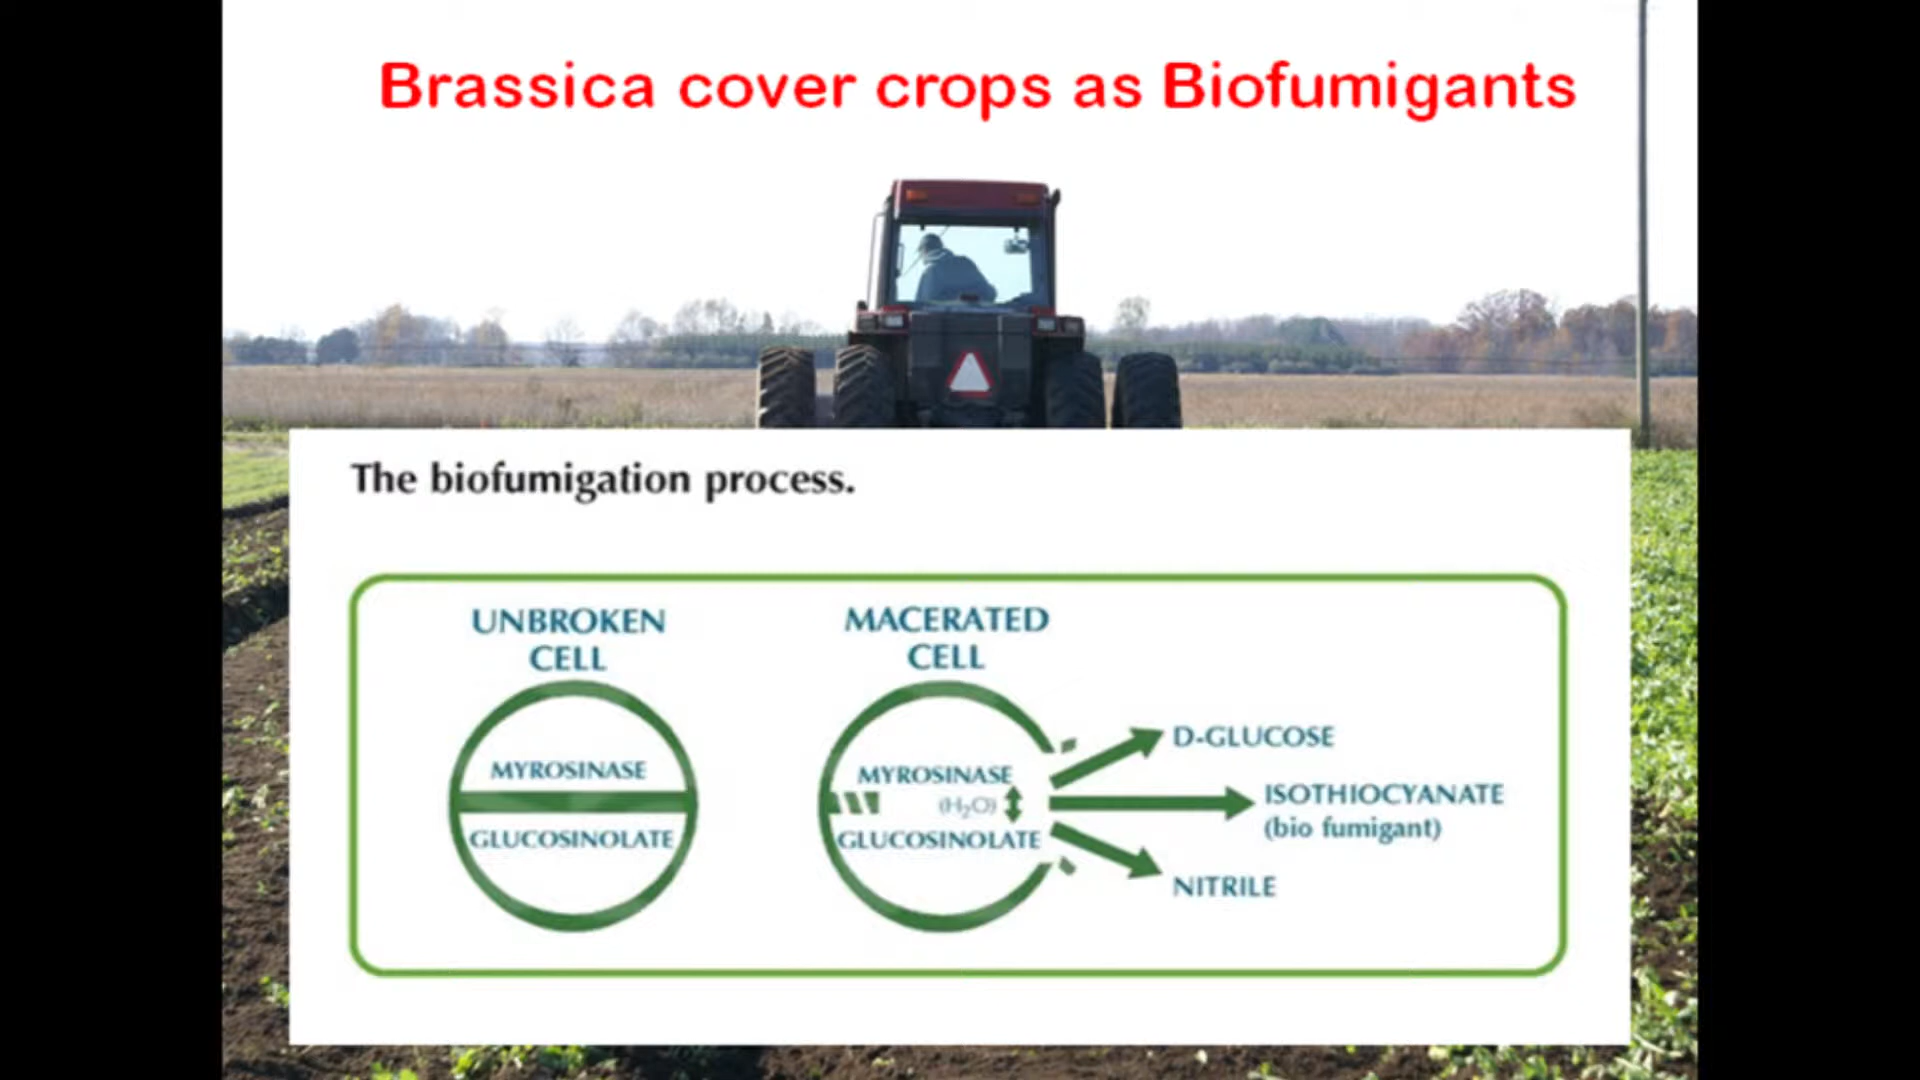 Brassica cover crops as Biofumigants
The biofumigation process.
UNBROKEN
CELL
MYROSINASE
GLUCOSINOLATE
MACERATED
CELL
MYROSINASE
(H₂O)
GLUCOSINOLATE
D-GLUCOSE
ISOTHIOCYANATE
(bio fumigant)
NITRILE